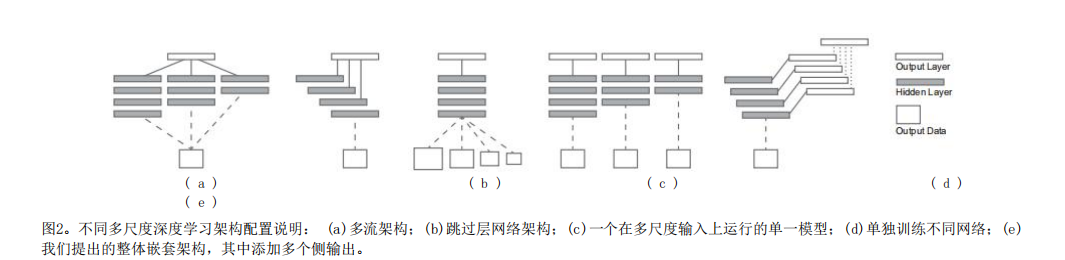 Output Layer
Hidden Layer
Output Data
( a )
( b )
( c )
( d )
( e )
图2。不同多尺度深度学习架构配置说明： (a)多流架构；(b)跳过层网络架构；(c)一个在多尺度输入上运行的单一模型；(d)单独训练不同网络；(e)
我们提出的整体嵌套架构，其中添加多个侧输出。